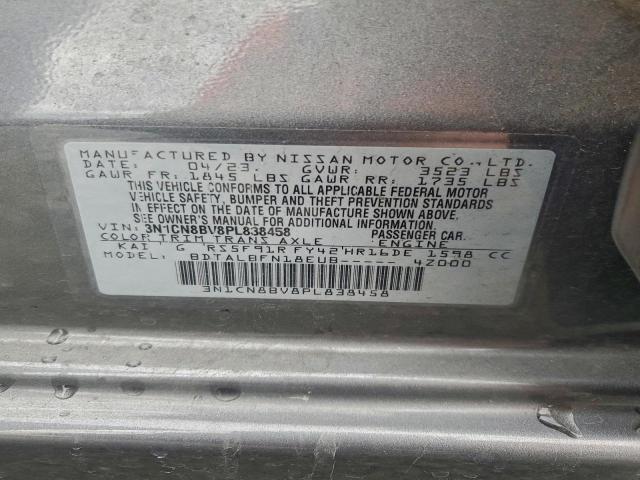 MANUFACTURED BY NISSAN MOTOR CO., LTD.
DATE: 04/23. GVWR: 3523 LBS
GAWR FR: 1845 LBS GAWR RR: 1735 LBS
THIS VEHICLE CONFORMS TO ALL APPLICABLE FEDERAL MOTOR
VEHICLE SAFETY, BUMPER, AND THEFT PREVENTION STANDARDS
IN EFFECT ON THE DATE OF MANUFACTURE SHOWN ABOVE.
SEE OWNER'S MANUAL FOR ADDITIONAL INFORMATION.
VIN: 3N1CN8BV8PL838458 PASSENGER CAR
COLOR TRIM TRANS AXLE ENGINE
KAI G RS5F91R FY42 HR16DE 1598 CC
MODEL: BDTALBFN18EUB----- 4Z000
3N1CN8BV8PL838458